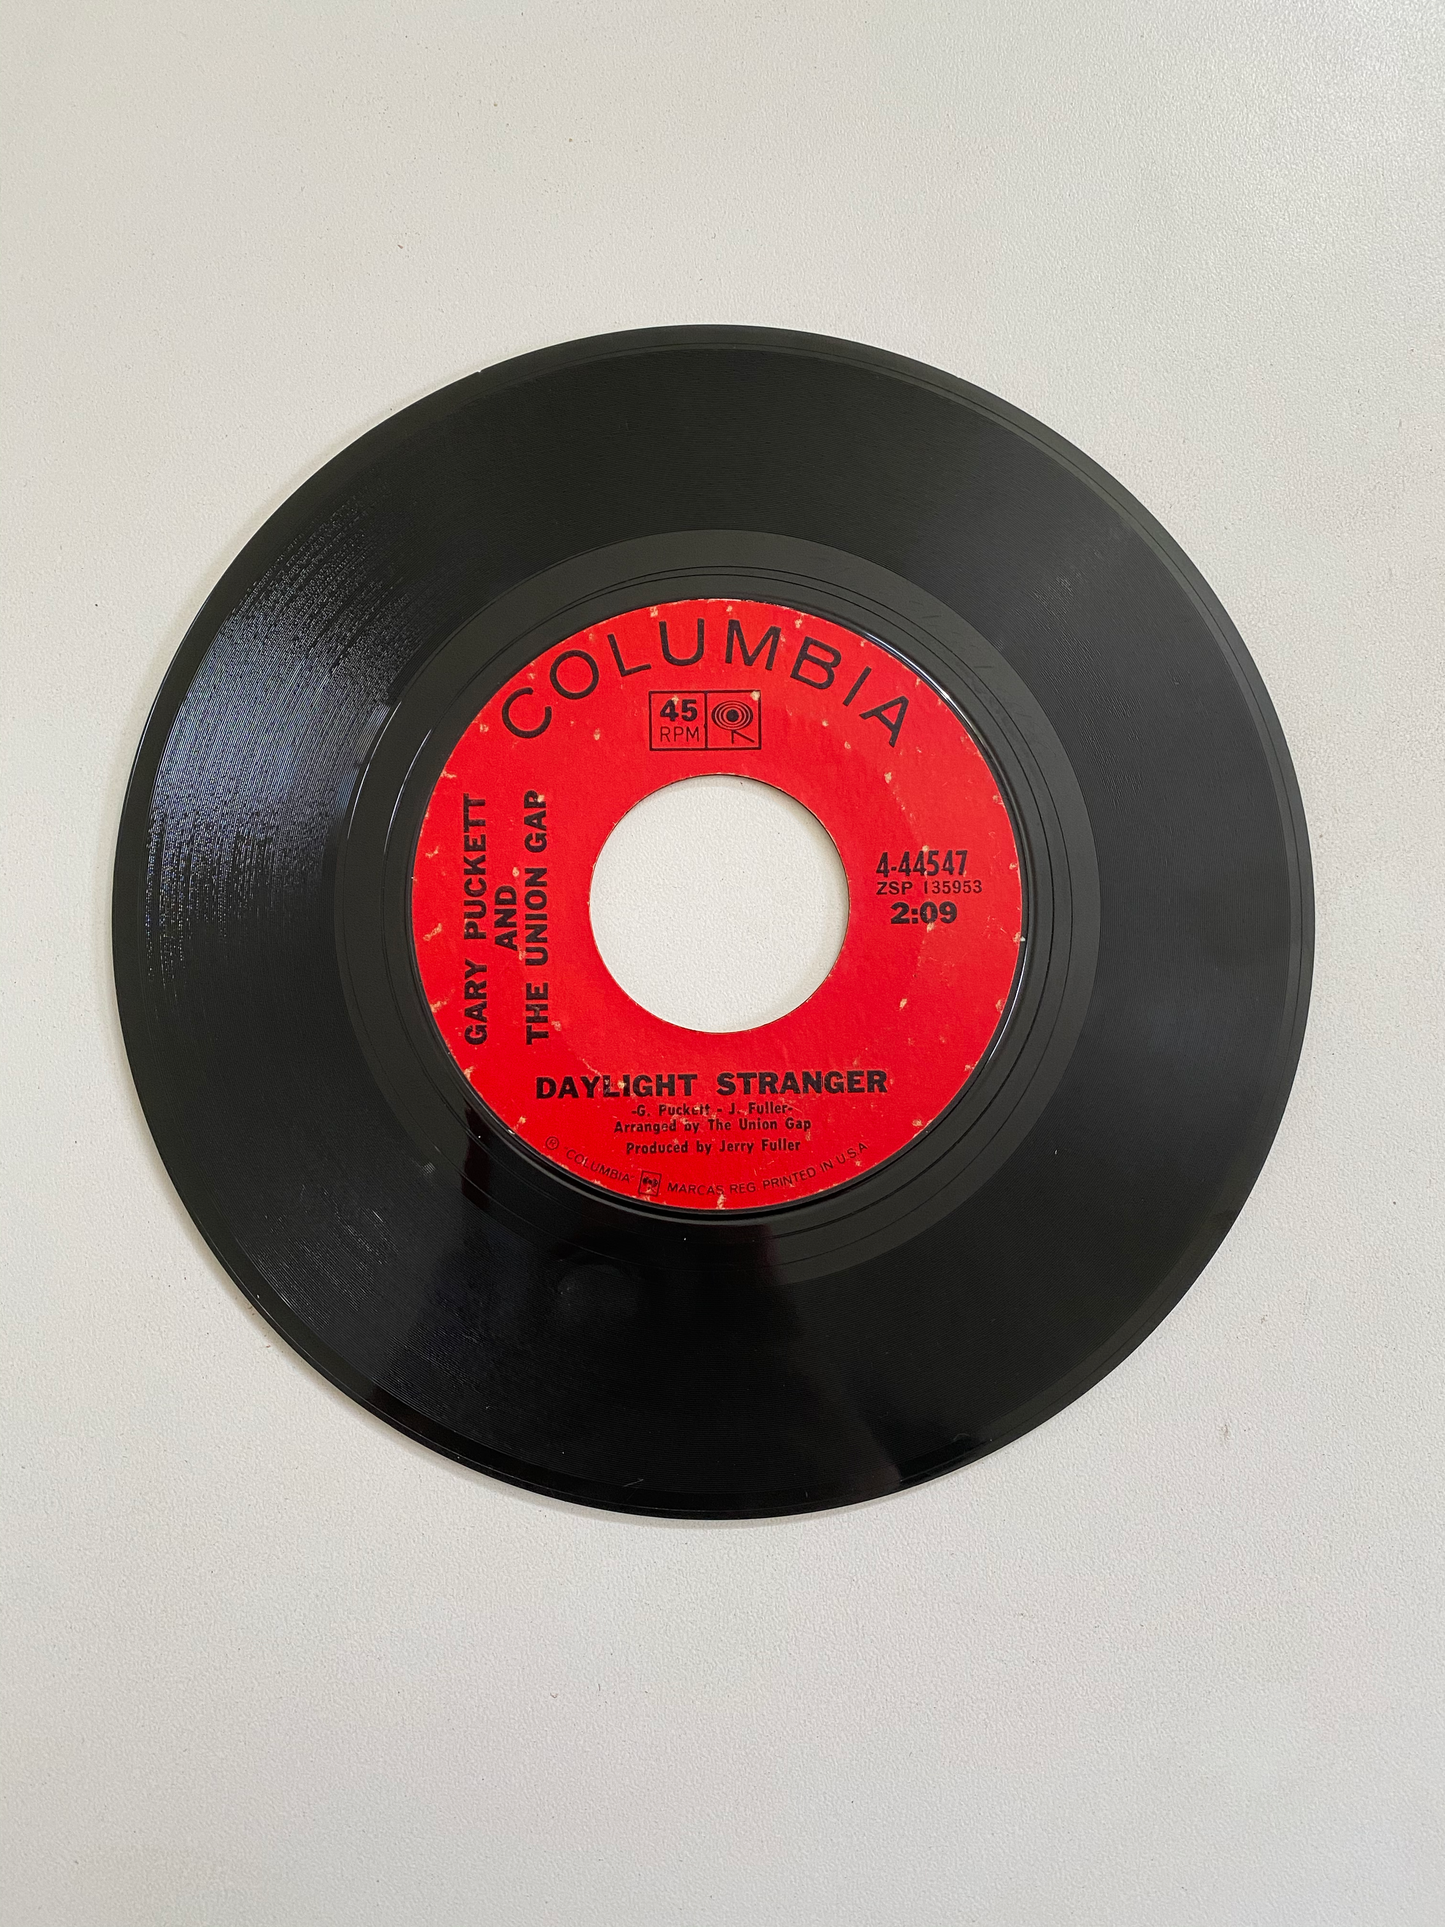 COLUMBIA
45
RPM
GARY PUCKETT
AND
THE UNION GAP
4-44547
ZSP 135953
2:09
DAYLIGHT STRANGER
-G. Puckett - J. Fuller-
Arranged by The Union Gap
Produced by Jerry Fuller
Ⓡ "COLUMBIA" MARCAS REG. PRINTED IN U.S.A.